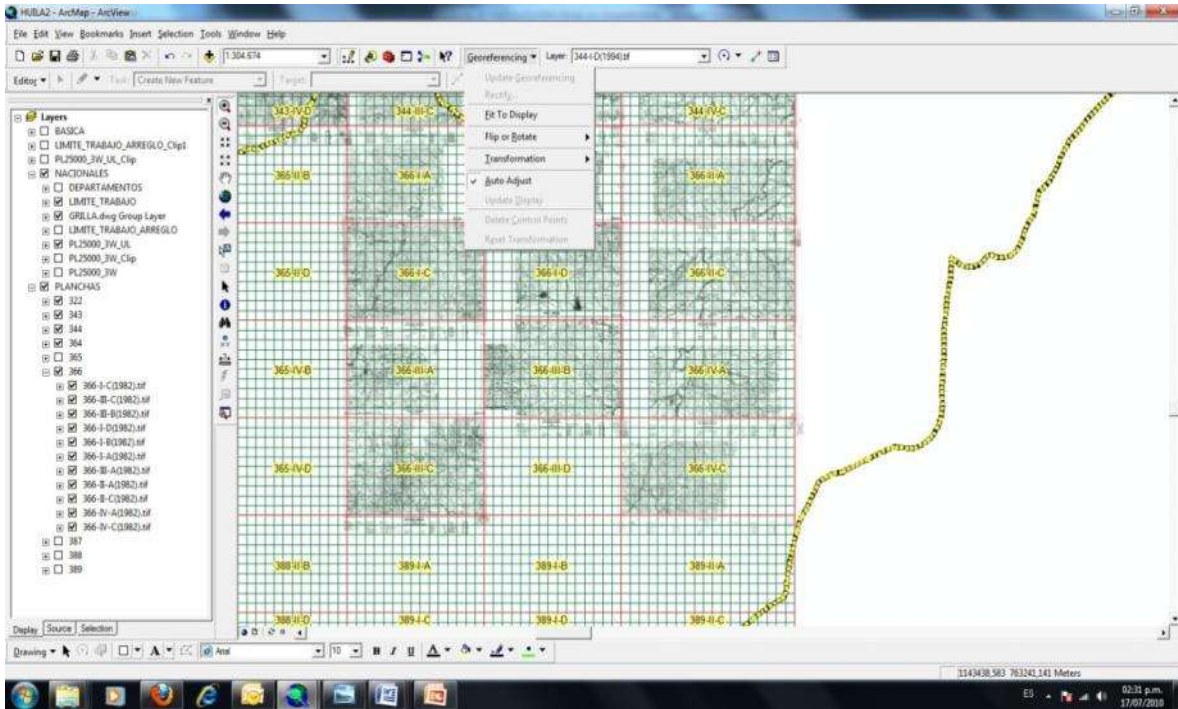 HUILA2 - ArcMap - ArcView
File Edit View Bookmarks Insert Selection Tools Window Help
1:304.674
Georeferencing
Layer: 344-I-D(1994).tif
Editor
Task: Create New Feature
Target:
Update Georeferencing
Rectify...
Fit To Display
Flip or Rotate
Transformation
Auto Adjust
Update Display
Delete Control Points
Reset Transformation
Layers
BASICA
LIMITE_TRABAJO_ARREGLO_Clip1
PL25000_3W_UL_Clip
NACIONALES
DEPARTAMENTOS
LIMITE_TRABAJO
GRILLA.dwg Group Layer
LIMITE_TRABAJO_ARREGLO
PL25000_3W_UL
PL25000_3W_Clip
PL25000_3W
PLANCHAS
322
343
344
364
365
366
366-I-C(1982).tif
366-III-C(1982).tif
366-III-B(1982).tif
366-I-D(1982).tif
366-I-B(1982).tif
366-I-A(1982).tif
366-III-A(1982).tif
366-II-A(1982).tif
366-II-C(1982).tif
366-IV-A(1982).tif
366-IV-C(1982).tif
387
388
389
343-IV-D 344-III-C 344-IV-C
365-II-B 366-I-A 366-II-A
365-II-D 366-I-C 366-I-D 366-II-C
365-IV-B 366-III-A 366-III-B 366-IV-A
365-IV-D 366-III-C 366-III-D 366-IV-C
388-II-B 389-I-A 389-I-B 389-II-A
388-II-D 389-I-C 389-I-D 389-II-C
Display Source Selection
Drawing
Arial
10
B I U A
1143438,583 763241,141 Meters
ES
02:31 p.m.
17/07/2010